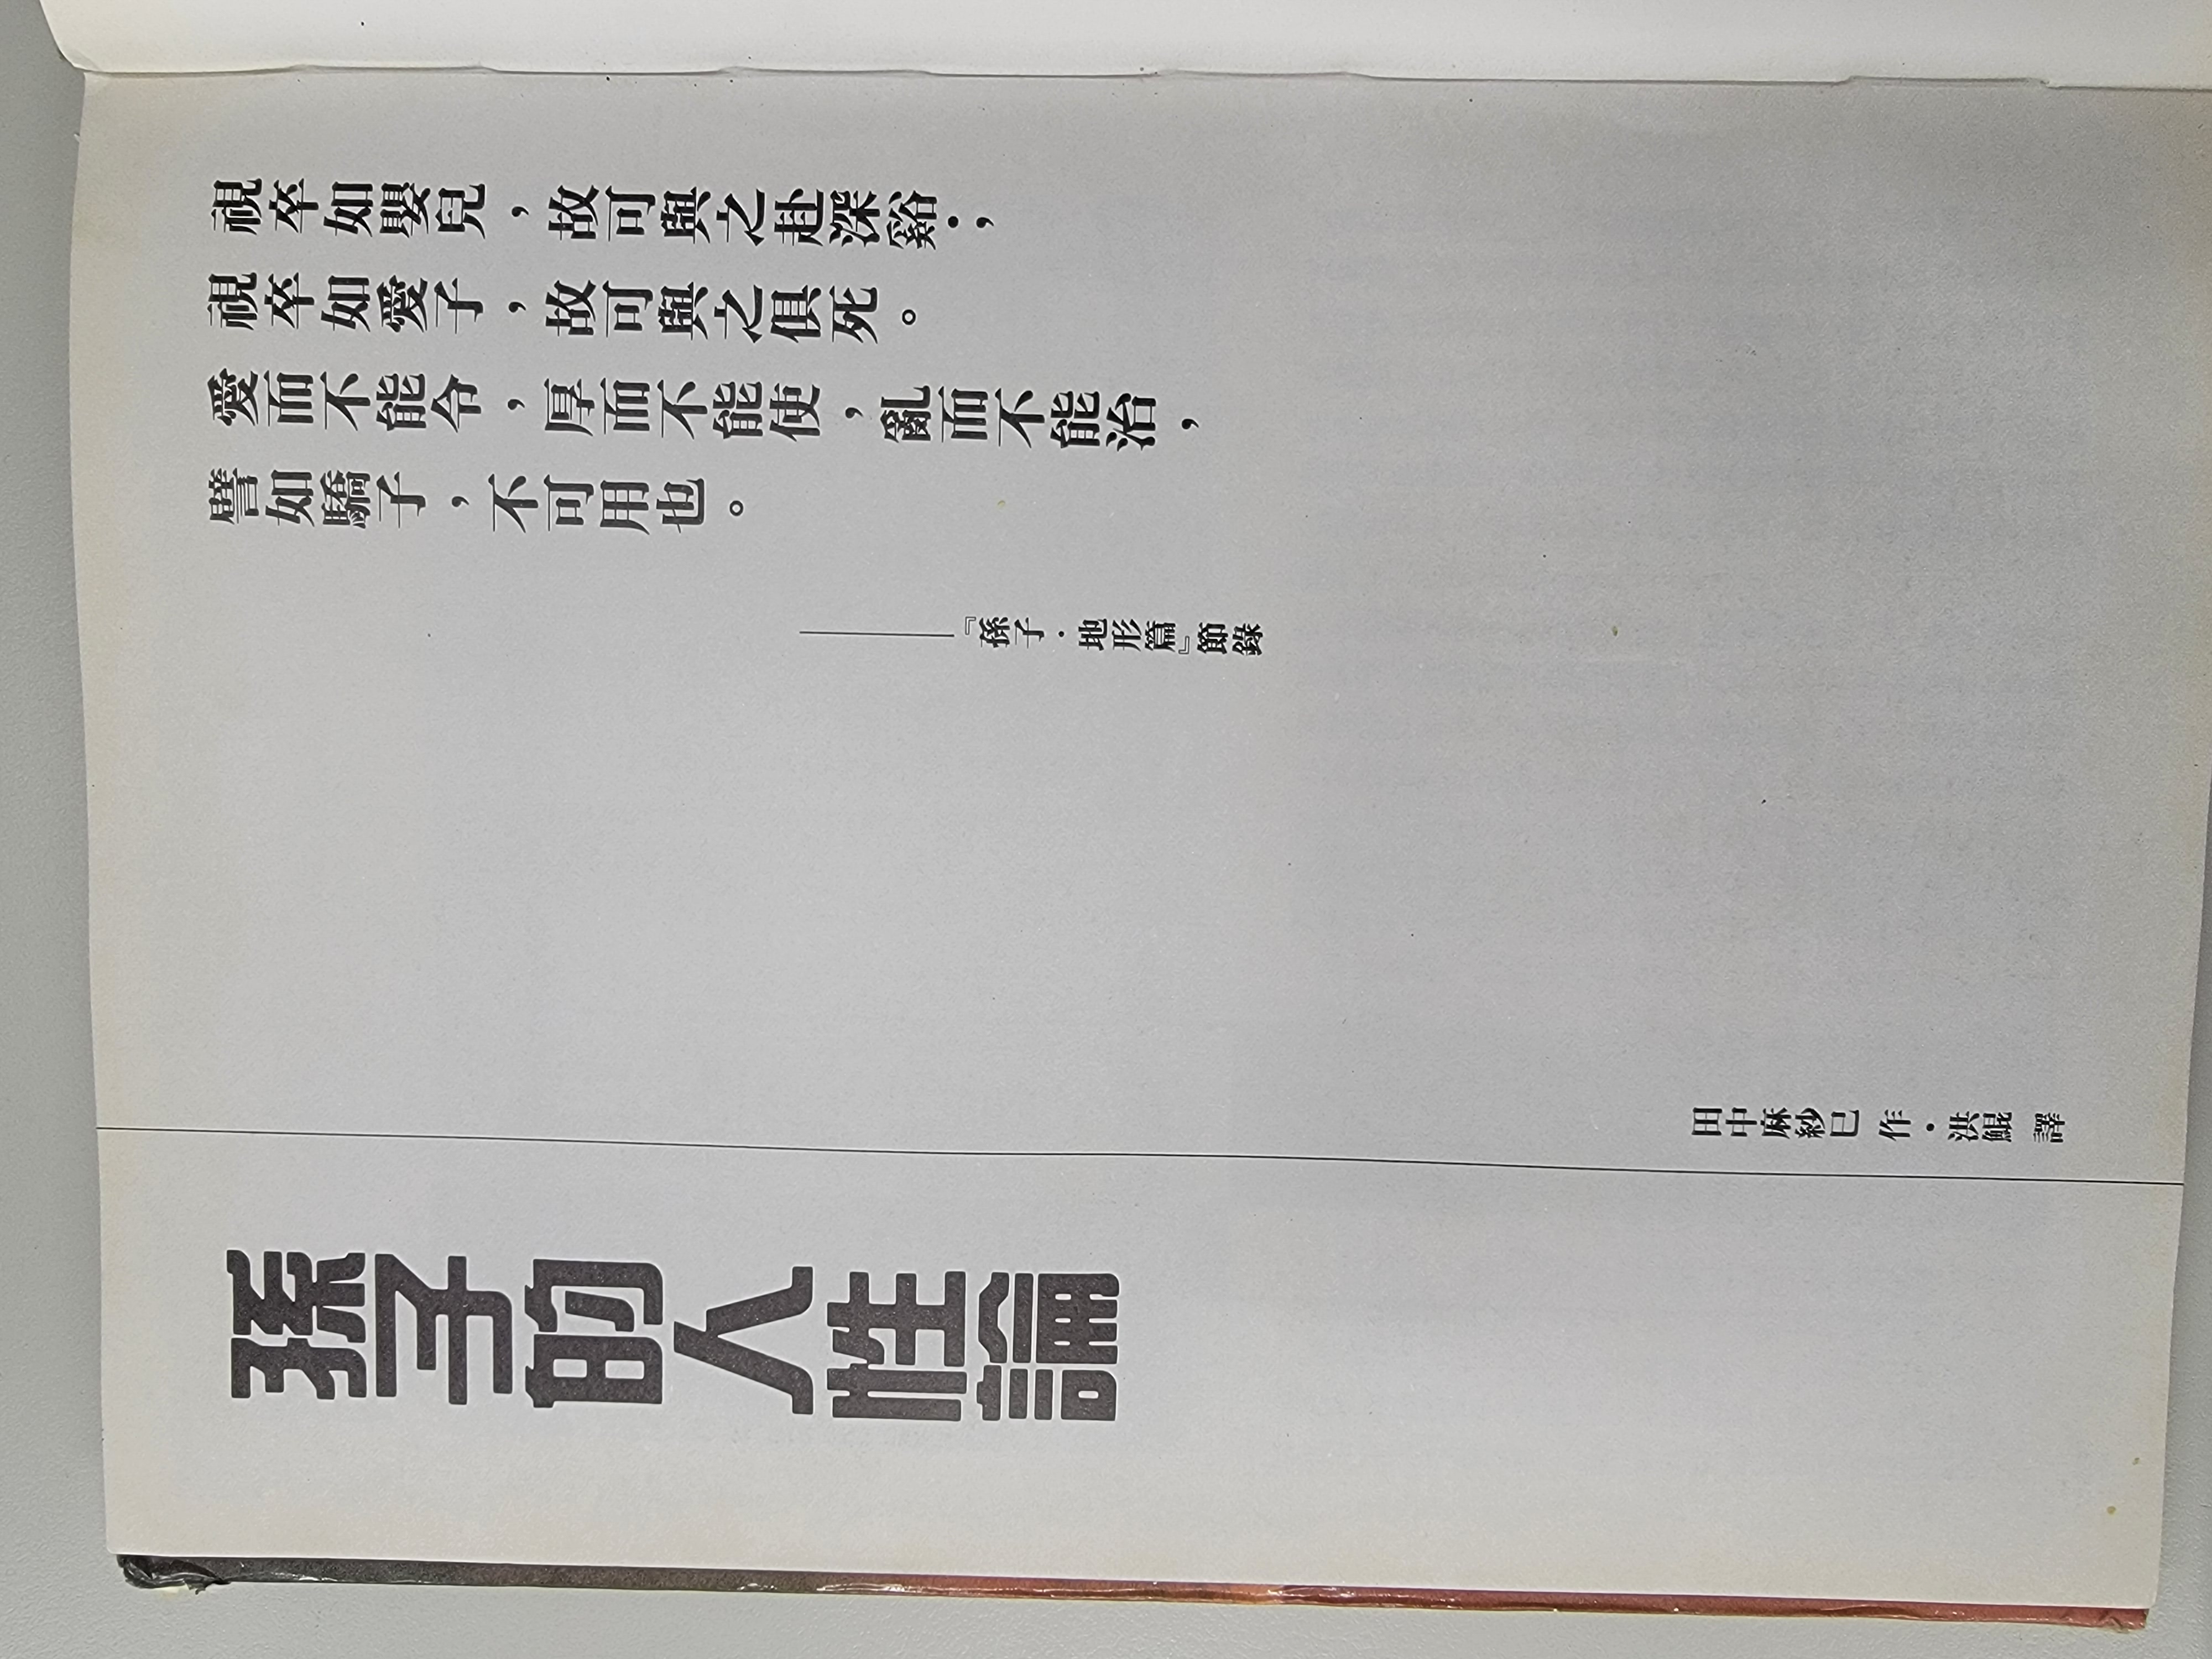 視卒如嬰兒，故可與之赴深谿；
視卒如愛子，故可與之俱死。
愛而不能令，厚而不能使，亂而不能治，
譬如驕子，不可用也。
——『孫子·地形篇』節錄
田中麻紗巳 作·洪鯤 譯
孫子的人性論